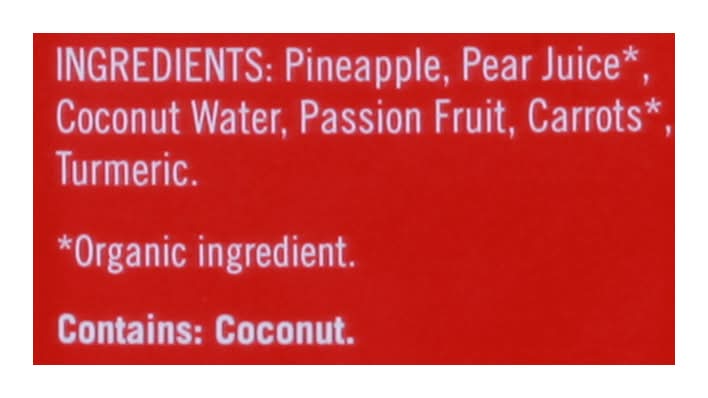 INGREDIENTS: Pineapple, Pear Juice*,
Coconut Water, Passion Fruit, Carrots*,
Turmeric.
*Organic ingredient.
Contains: Coconut.